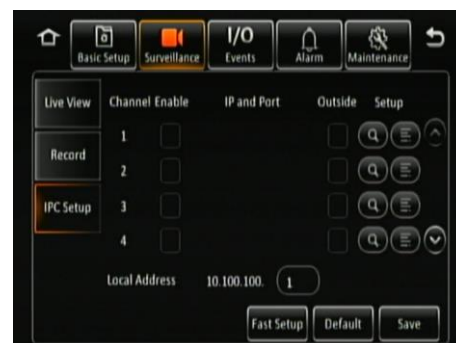 Basic Setup
Surveillance
I/O
Events
Alarm
Maintenance
Live View
Record
IPC Setup
Channel Enable IP and Port Outside Setup
1
2
3
4
Local Address 10.100.100. 1
Fast Setup Default Save